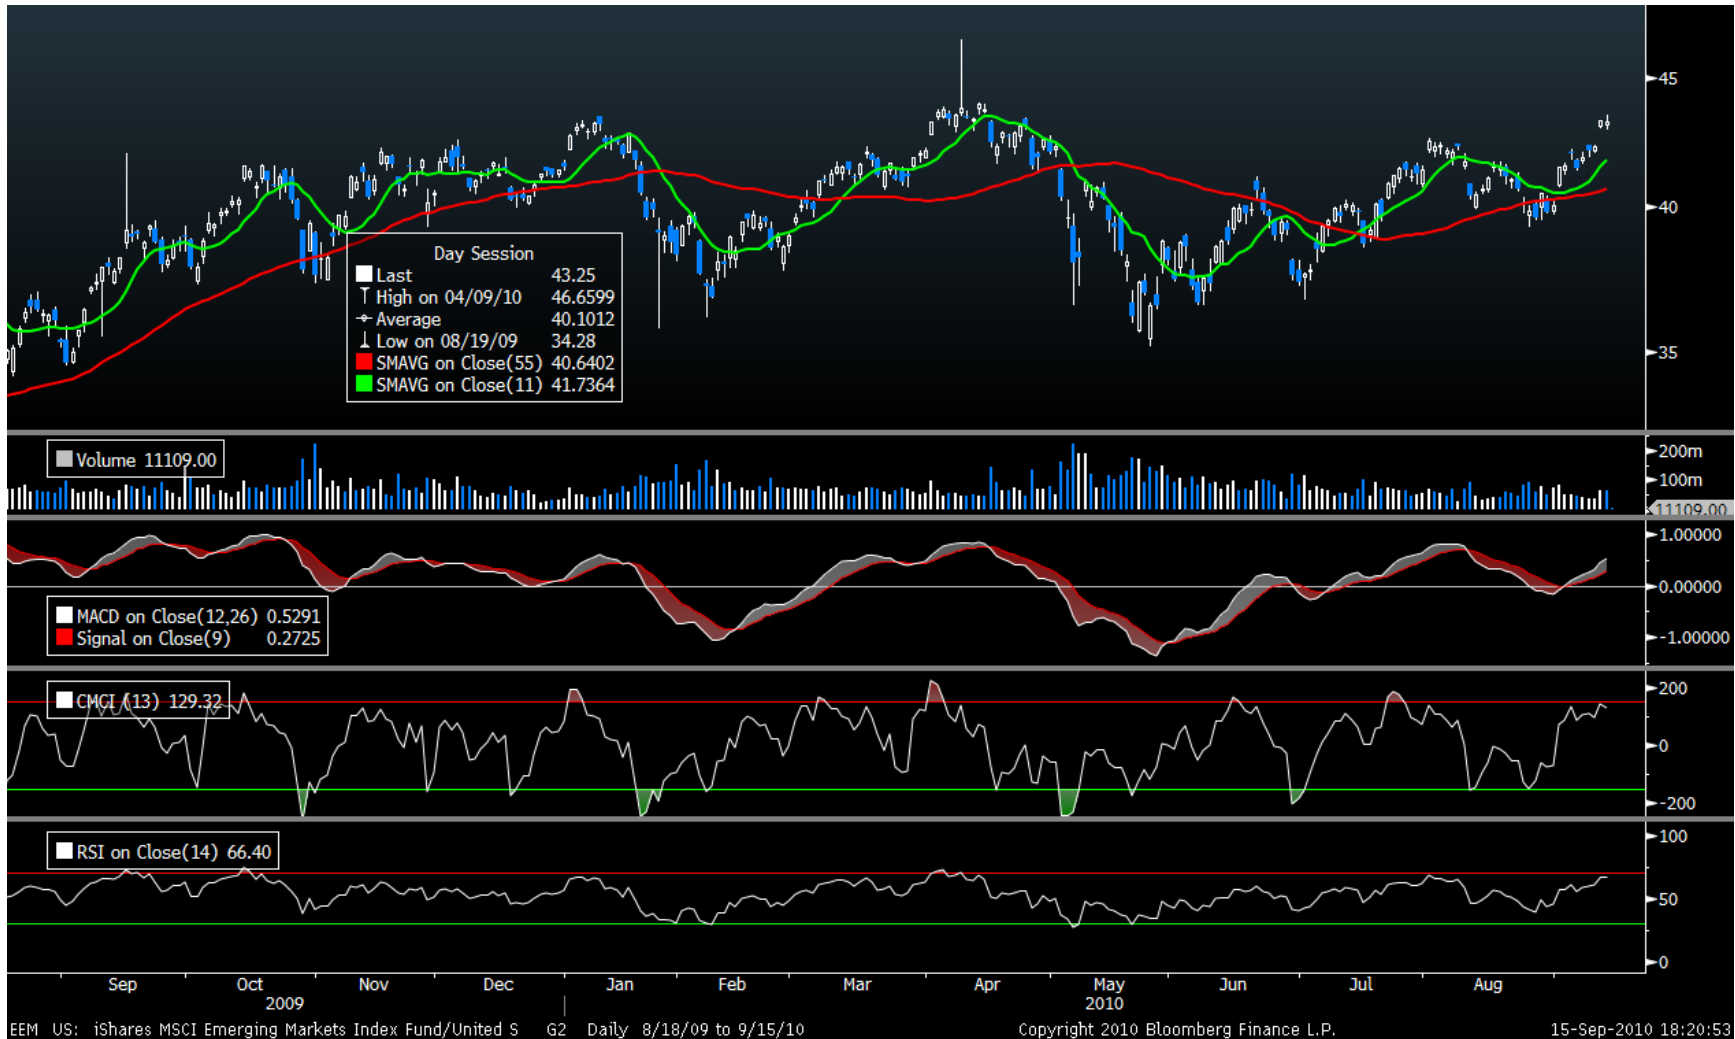 45
40
35
Day Session
Last 43.25
High on 04/09/10 46.6599
Average 40.1012
Low on 08/19/09 34.28
SMAVG on Close(55) 40.6402
SMAVG on Close(11) 41.7364
Volume 11109.00
200m
100m
11109.00
1.00000
0.00000
-1.00000
MACD on Close(12,26) 0.5291
Signal on Close(9) 0.2725
CMCI (13) 129.32
200
0
-200
RSI on Close(14) 66.40
100
50
0
Sep Oct Nov Dec Jan Feb Mar Apr May Jun Jul Aug
2009 2010
EEM US: iShares MSCI Emerging Markets Index Fund/United S G2 Daily 8/18/09 to 9/15/10 Copyright 2010 Bloomberg Finance L.P. 15-Sep-2010 18:20:53